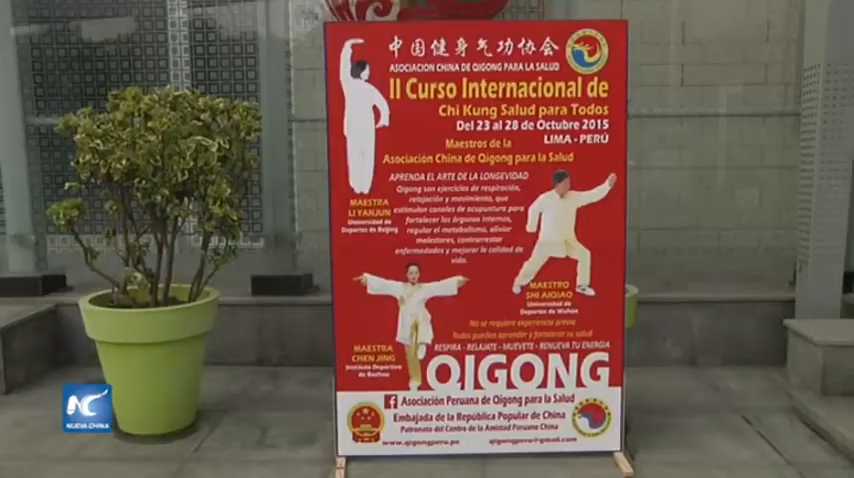 中国健身气功协会
ASOCIACION CHINA DE QIGONG PARA LA SALUD
II Curso Internacional de
Chi Kung Salud para Todos
Del 23 al 28 de Octubre 2015
LIMA - PERÚ
Maestros de la
Asociación China de Qigong para la Salud
APRENDA EL ARTE DE LA LONGEVIDAD
Qigong son ejercicios de respiración,
relajación y movimiento, que
estimulan canales de acupuntura para
fortalecer los órganos internos,
regular el metabolismo, aliviar
malestares, contrarrestar
enfermedades y mejorar la calidad de
vida.
MAESTRA
LI YANJUN
Universidad de
Deportes de Beijing
MAESTRO
SHI AIQIAO
Universidad de
Deportes de Wuhan
MAESTRA
CHEN JING
Instituto Deportivo
de
No se requiere experiencia previa
Todos pueden aprender y fortalecer su salud
RESPIRA - RELAJATE - MUEVETE - RENUEVA TU ENERGIA
QIGONG
Asociación Peruana de Qigong para la Salud
Embajada de la República Popular de China
Patronato del Centro de la Amistad Peruano China
www.qigongperu.pe
qigongperu@gmail.com
NC
NUEVA CHINA